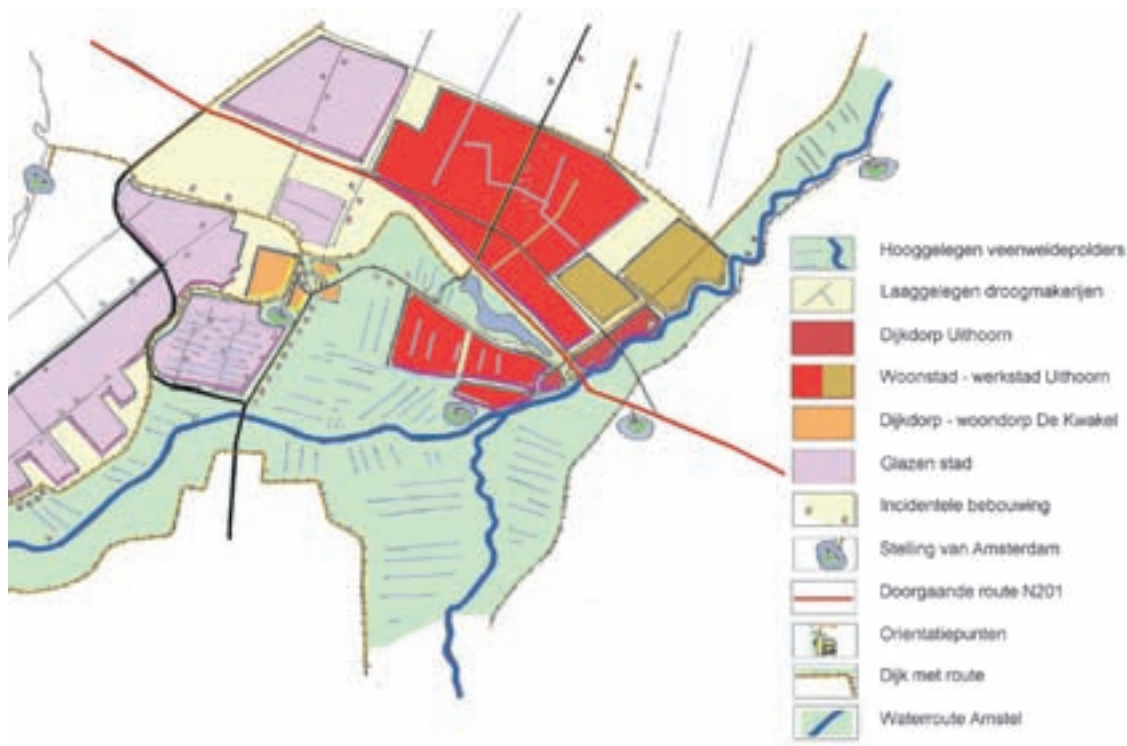 Hooggelegen veenweidepolders
Laaggelegen droogmakerijen
Dijkdorp Uithoorn
Woonstad - werkstad Uithoorn
Dijkdorp - woondorp De Kwakel
Glazen stad
Incidentele bebouwing
Stelling van Amsterdam
Doorgaande route N201
Orientatiepunten
Dijk met route
Waterroute Amstel